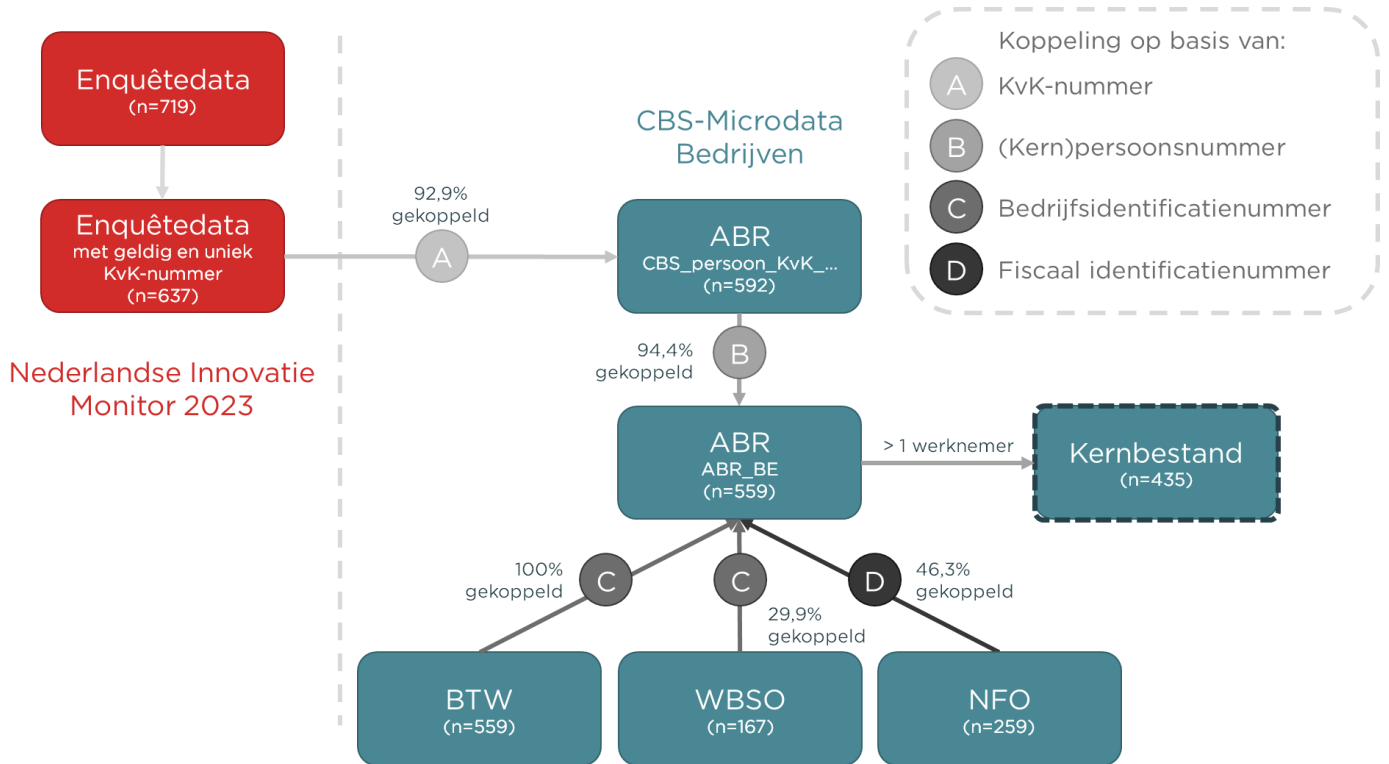 Enquêtedata
(n=719)
Enquêtedata
met geldig en uniek
KvK-nummer
(n=637)
Nederlandse Innovatie
Monitor 2023
92,9%
gekoppeld
A
CBS-Microdata
Bedrijven
ABR
CBS_persoon_KvK_...
(n=592)
94,4%
gekoppeld
B
ABR
ABR_BE
(n=559)
> 1 werknemer
Kernbestand
(n=435)
100%
gekoppeld
C
C
29,9%
gekoppeld
D
46,3%
gekoppeld
BTW
(n=559)
WBSO
(n=167)
NFO
(n=259)
Koppeling op basis van:
A KvK-nummer
B (Kern)persoonsnummer
C Bedrijfsidentificatienummer
D Fiscaal identificatienummer